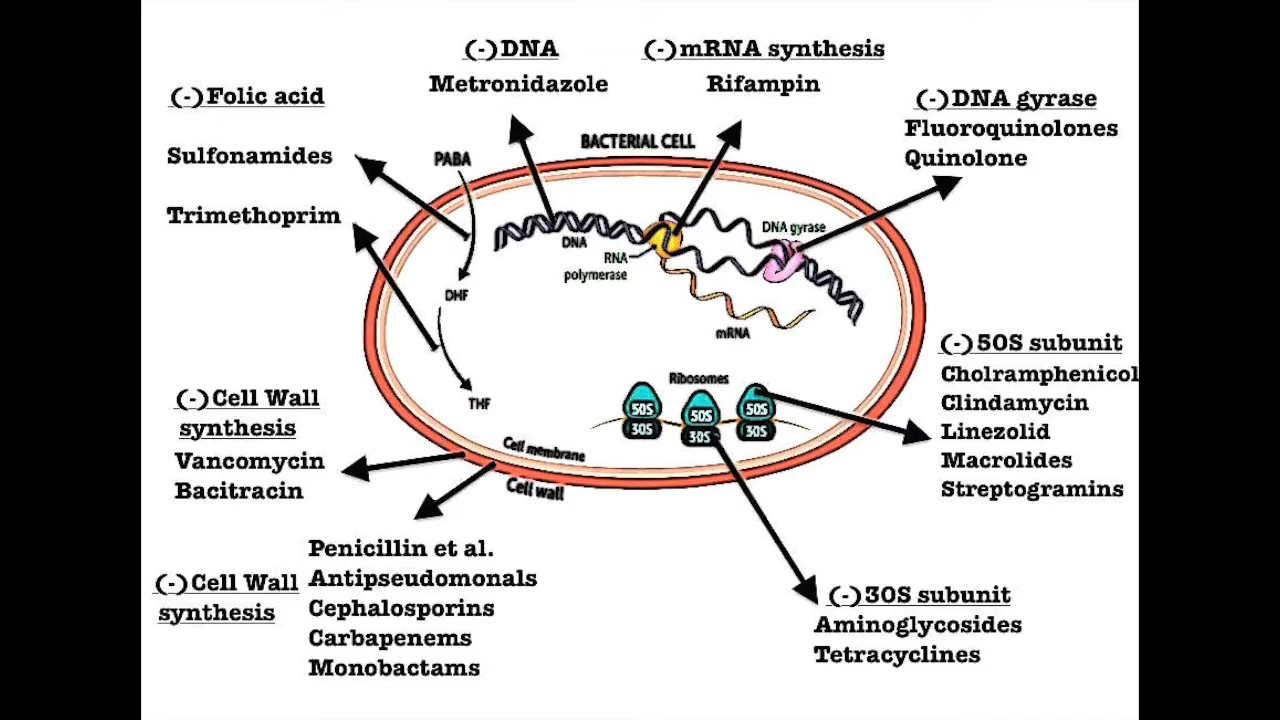 (-)DNA
Metronidazole
(-)mRNA synthesis
Rifampin
(-)Folic acid
Sulfonamides
Trimethoprim
(-)DNA gyrase
Fluoroquinolones
Quinolone
BACTERIAL CELL
PABA
DNA
RNA
polymerase
DNA gyrase
mRNA
DHF
THF
Ribosomes
50S
30S
50S
30S
50S
30S
Cell membrane
Cell wall
(-)50S subunit
Cholramphenicol
Clindamycin
Linezolid
Macrolides
Streptogramins
(-)Cell Wall
synthesis
Vancomycin
Bacitracin
(-)Cell Wall
synthesis
Penicillin et al.
Antipseudomonals
Cephalosporins
Carbapenems
Monobactams
(-)30S subunit
Aminoglycosides
Tetracyclines